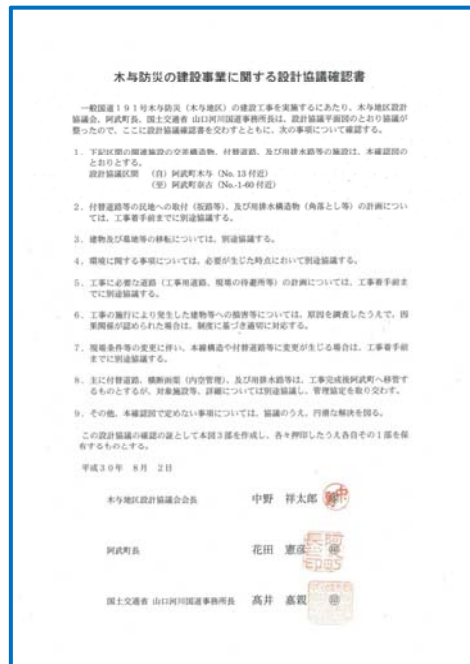 木与防災の建設事業に関する設計協議確認書
一般国道191号木与防災(木与地区)の建設工事を実施するにあたり、木与地区設計
協議会、阿武町長、国土交通省 山口河川国道事務所長は、設計協議平面図のとおり協議が
整ったので、ここに設計協議確認書を交わすとともに、次の事項について確認する。
1.下記区間の関連施設の交差構造物、付替道路、及び用排水路等の施設は、本確認図の
とおりとする。
設計協議区間 (自)阿武町木与(No.13付近)
(至)阿武町奈古(No.-1-60付近)
2.付替道路等の民地への取付(坂路等)、及び用排水構造物(角落とし等)の計画につい
ては、工事着手前までに別途協議する。
3.建物及び墓地等の移転については、別途協議する。
4.環境に関する事項については、必要が生じた時点において別途協議する。
5.工事に必要な道路(工事用道路、現場の待避所等)の計画については、工事着手前ま
でに別途協議する。
6.工事の施行により発生した建物等への損害等については、原因を調査したうえで、因
果関係が認められた場合は、制度に基づき適切に対応する。
7.現場条件等の変更に伴い、本線構造や付替道路等に変更が生じる場合は、工事着手前
までに別途協議する。
8.主に付替道路、横断函渠(内空管理)、及び用排水路等は、工事完成後阿武町へ移管す
るものとするが、対象施設等、詳細については別途協議し、管理協定を取り交わす。
9.その他、本確認図で定めない事項については、協議のうえ、円滑な解決を図る。
この設計協議の確認の証として本図3部を作成し、各々押印したうえ各自その1部を保
有するものとする。
平成30年 8月 2日
木与地区設計協議会会長 中野 祥太郎 ㊞
阿武町長 花田 憲彦 ㊞
国土交通省 山口河川国道事務所長 髙井 嘉親 ㊞